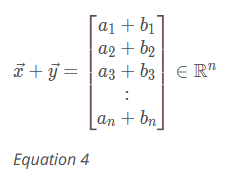 a₁ + b₁
a₂ + b₂
x⃗ + y⃗ = a₃ + b₃ ∈ ℝⁿ
:
aₙ + bₙ
Equation 4